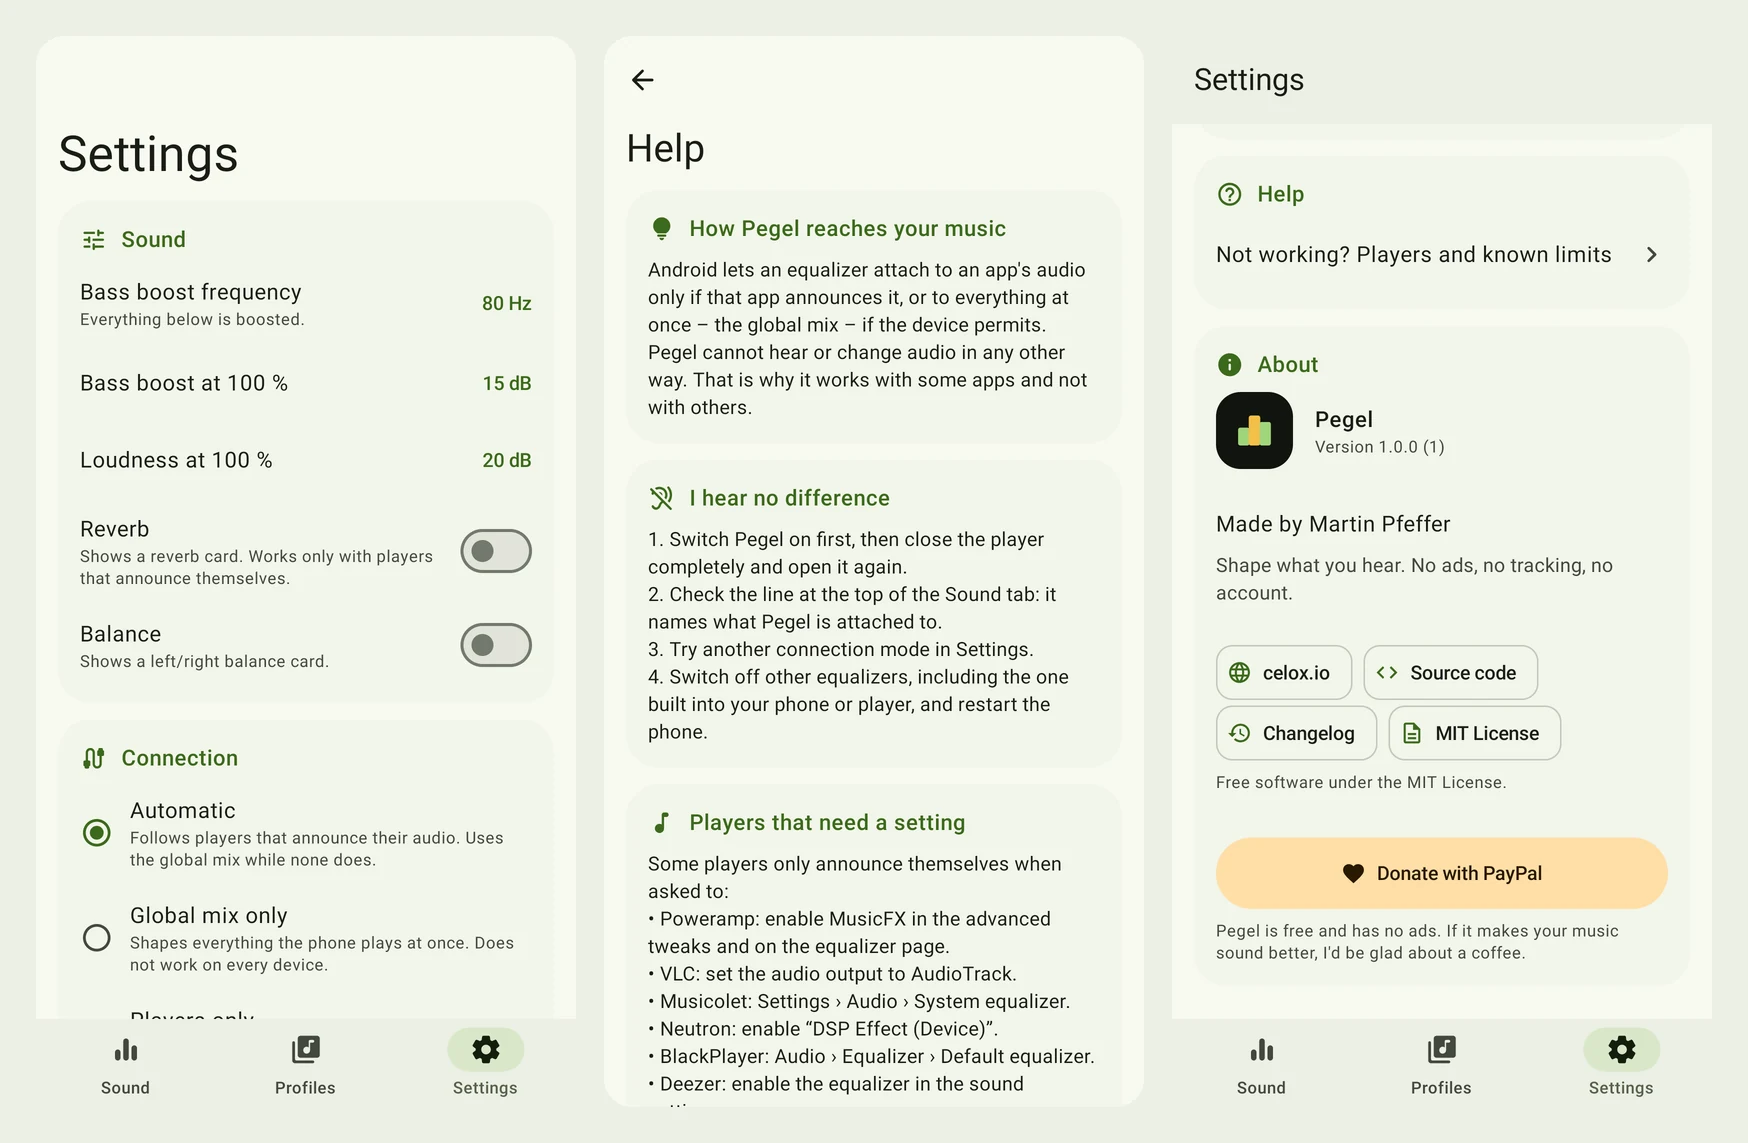 Settings
Sound
Bass boost frequency
Everything below is boosted.
80 Hz
Bass boost at 100 %
15 dB
Loudness at 100 %
20 dB
Reverb
Shows a reverb card. Works only with players
that announce themselves.
Balance
Shows a left/right balance card.
Connection
Automatic
Follows players that announce their audio. Uses
the global mix while none does.
Global mix only
Shapes everything the phone plays at once. Does
not work on every device.
Players only
Sound
Profiles
Settings
Help
How Pegel reaches your music
Android lets an equalizer attach to an app's audio
only if that app announces it, or to everything at
once – the global mix – if the device permits.
Pegel cannot hear or change audio in any other
way. That is why it works with some apps and not
with others.
I hear no difference
1. Switch Pegel on first, then close the player
completely and open it again.
2. Check the line at the top of the Sound tab: it
names what Pegel is attached to.
3. Try another connection mode in Settings.
4. Switch off other equalizers, including the one
built into your phone or player, and restart the
phone.
Players that need a setting
Some players only announce themselves when
asked to:
• Poweramp: enable MusicFX in the advanced
tweaks and on the equalizer page.
• VLC: set the audio output to AudioTrack.
• Musicolet: Settings › Audio › System equalizer.
• Neutron: enable “DSP Effect (Device)”.
• BlackPlayer: Audio › Equalizer › Default equalizer.
• Deezer: enable the equalizer in the sound
Settings
Help
Not working? Players and known limits
About
Pegel
Version 1.0.0 (1)
Made by Martin Pfeffer
Shape what you hear. No ads, no tracking, no
account.
celox.io
Source code
Changelog
MIT License
Free software under the MIT License.
Donate with PayPal
Pegel is free and has no ads. If it makes your music
sound better, I'd be glad about a coffee.
Sound
Profiles
Settings